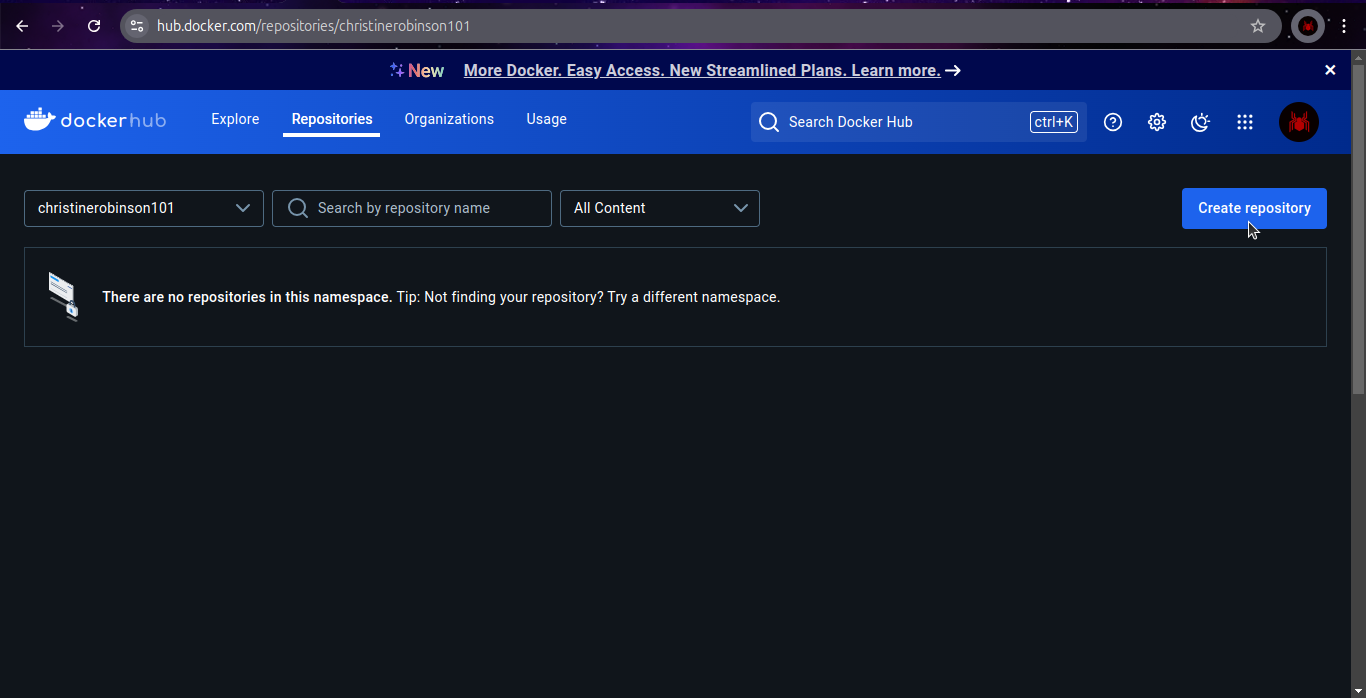 hub.docker.com/repositories/christinerobinson101
New More Docker. Easy Access. New Streamlined Plans. Learn more. → ×
dockerhub Explore Repositories Organizations Usage Search Docker Hub ctrl+K
christinerobinson101 Search by repository name All Content Create repository
There are no repositories in this namespace. Tip: Not finding your repository? Try a different namespace.